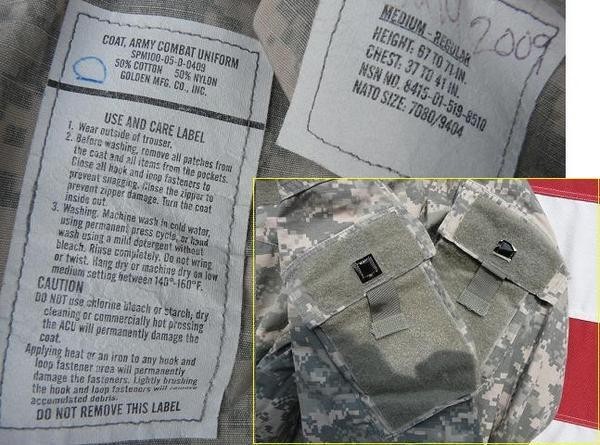 COAT, ARMY COMBAT UNIFORM
SPM100-05-D-0409
50% COTTON 50% NYLON
GOLDEN MFG. CO., INC.
USE AND CARE LABEL
1. Wear outside of trouser.
2. Before washing, remove all patches from
the coat and all items from the pockets.
Close all hook and loop fasteners to
prevent snagging. Close the zipper to
prevent zipper damage. Turn the coat
inside out.
3. Washing. Machine wash in cold water,
using permanent press cycle, or hand
wash using a mild detergent without
bleach. Rinse completely. Do not wring
or twist. Hang dry or machine dry on low
medium setting between 140°-160°F.
CAUTION
DO NOT use chlorine bleach or starch; dry
cleaning or commercially hot pressing
the ACU will permanently damage the
coat.
Applying heat or an iron to any hook and
loop fastener area will permanently
damage the fasteners. Lightly brushing
the hook and loop fasteners will remove
accumulated debris.
DO NOT REMOVE THIS LABEL
2009
MEDIUM - REGULAR
HEIGHT: 67 TO 71 IN.
CHEST: 37 TO 41 IN.
NSN NO. 8415-01-519-8510
NATO SIZE: 7080/9404